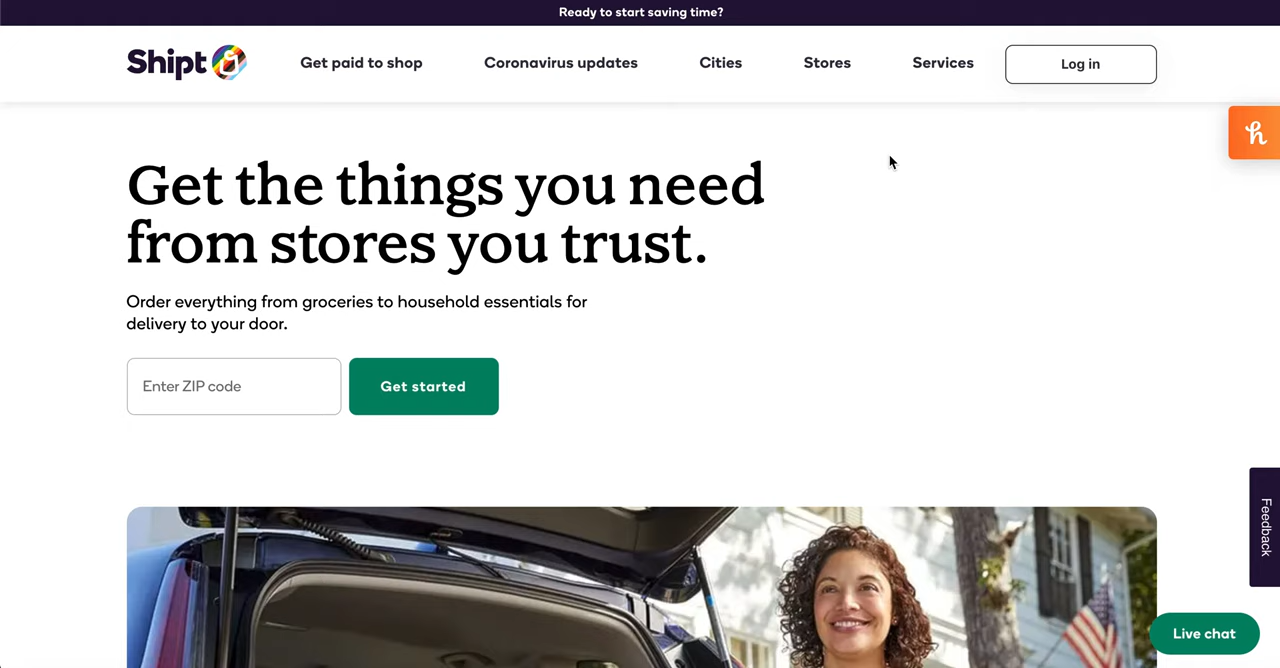 Ready to start saving time?
Shipt
Get paid to shop
Coronavirus updates
Cities
Stores
Services
Log in
Get the things you need
from stores you trust.
Order everything from groceries to household essentials for
delivery to your door.
Enter ZIP code
Get started
Feedback
Live chat